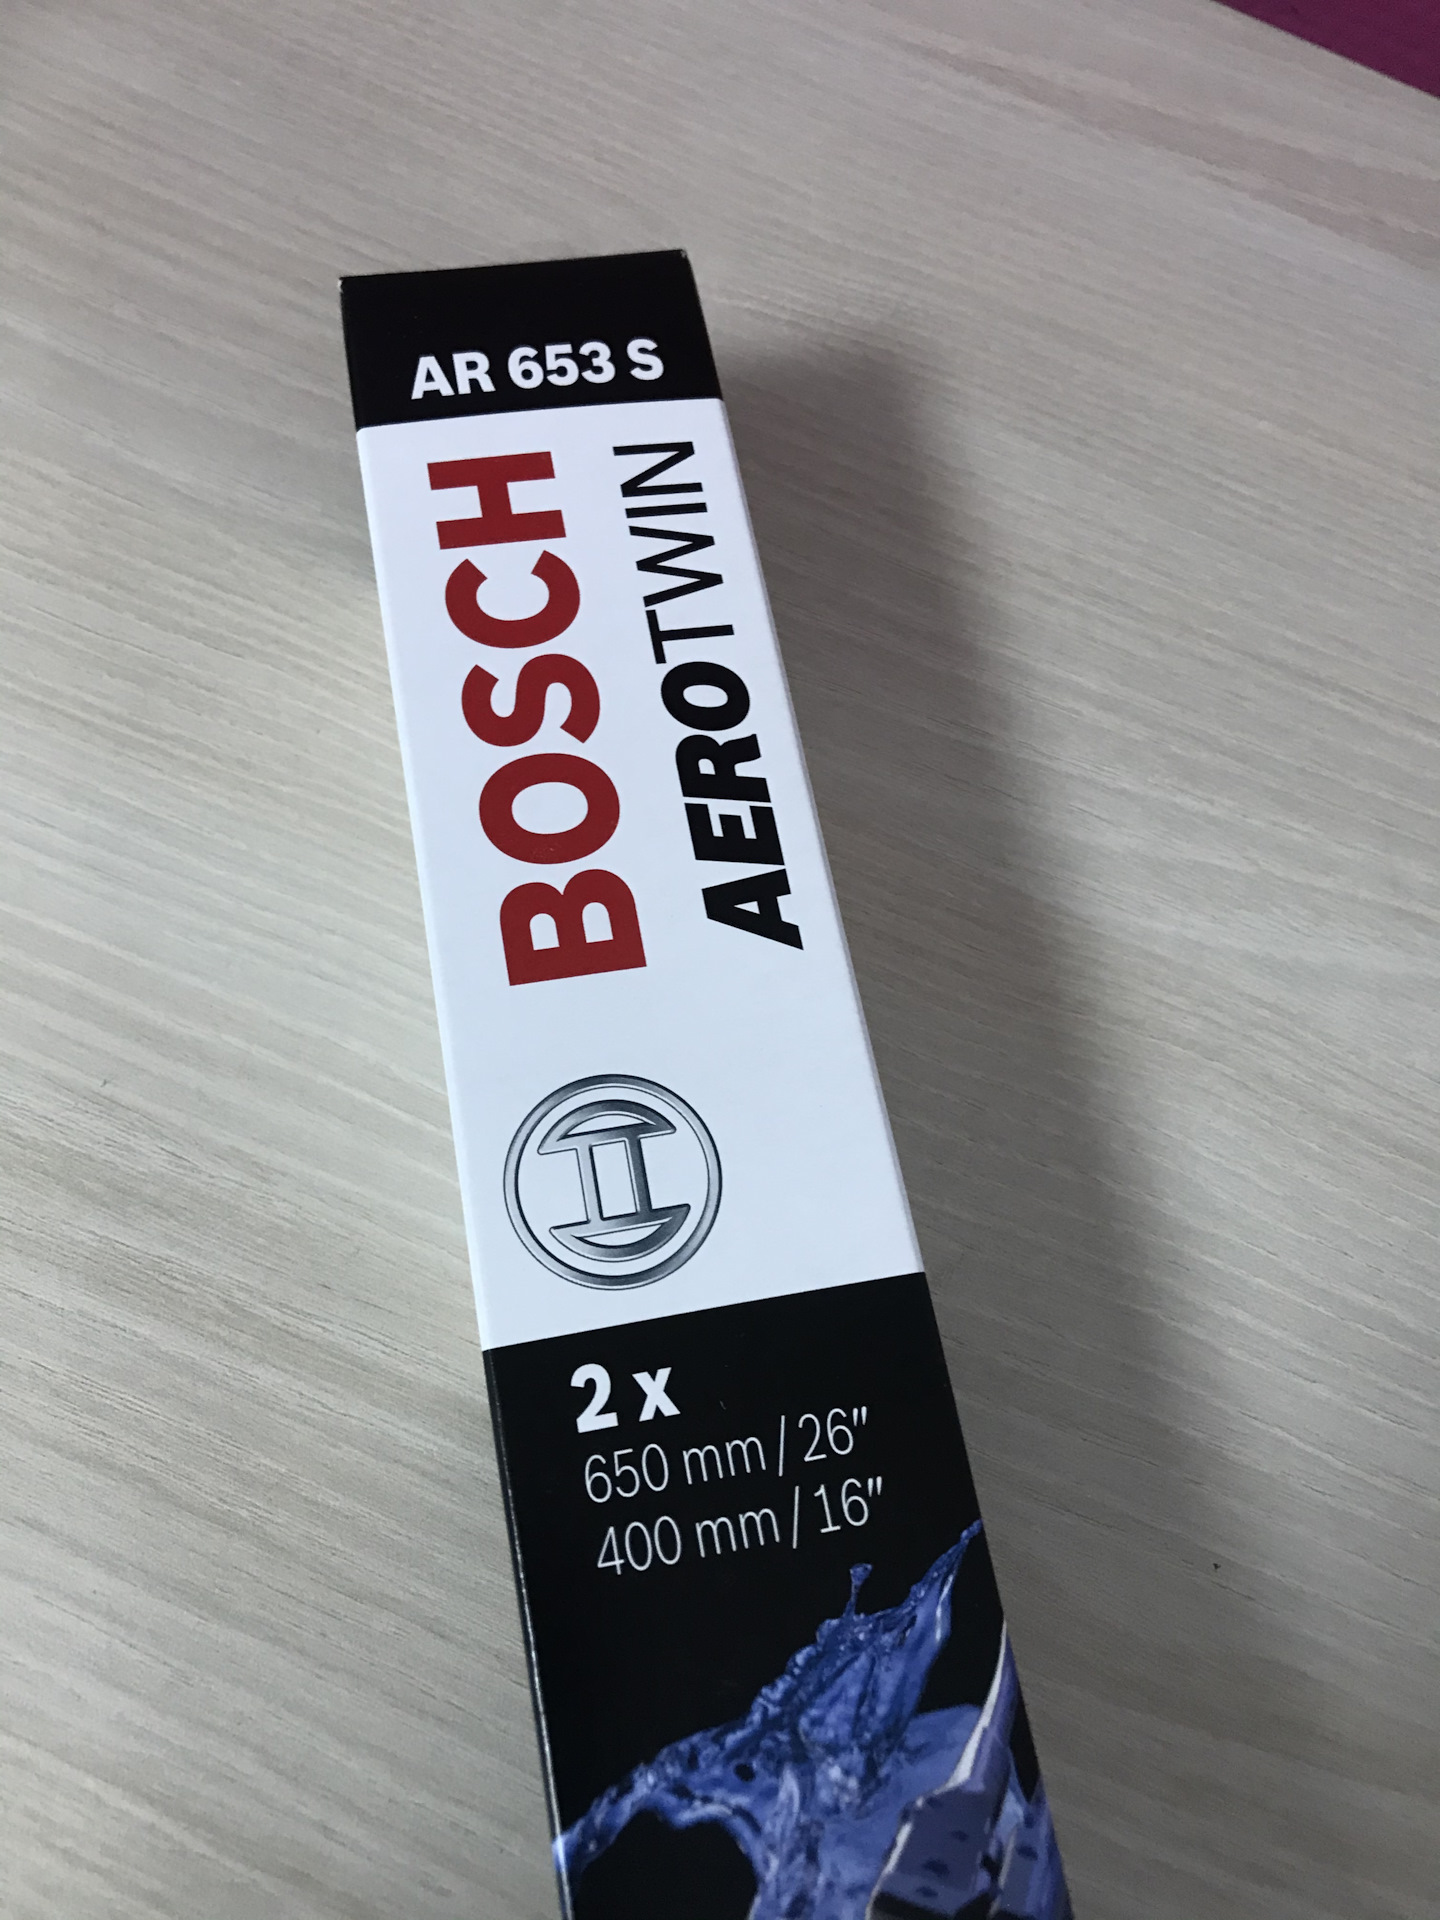 AR 653 S
BOSCH
AEROTWIN
2 x
650 mm / 26"
400 mm / 16"